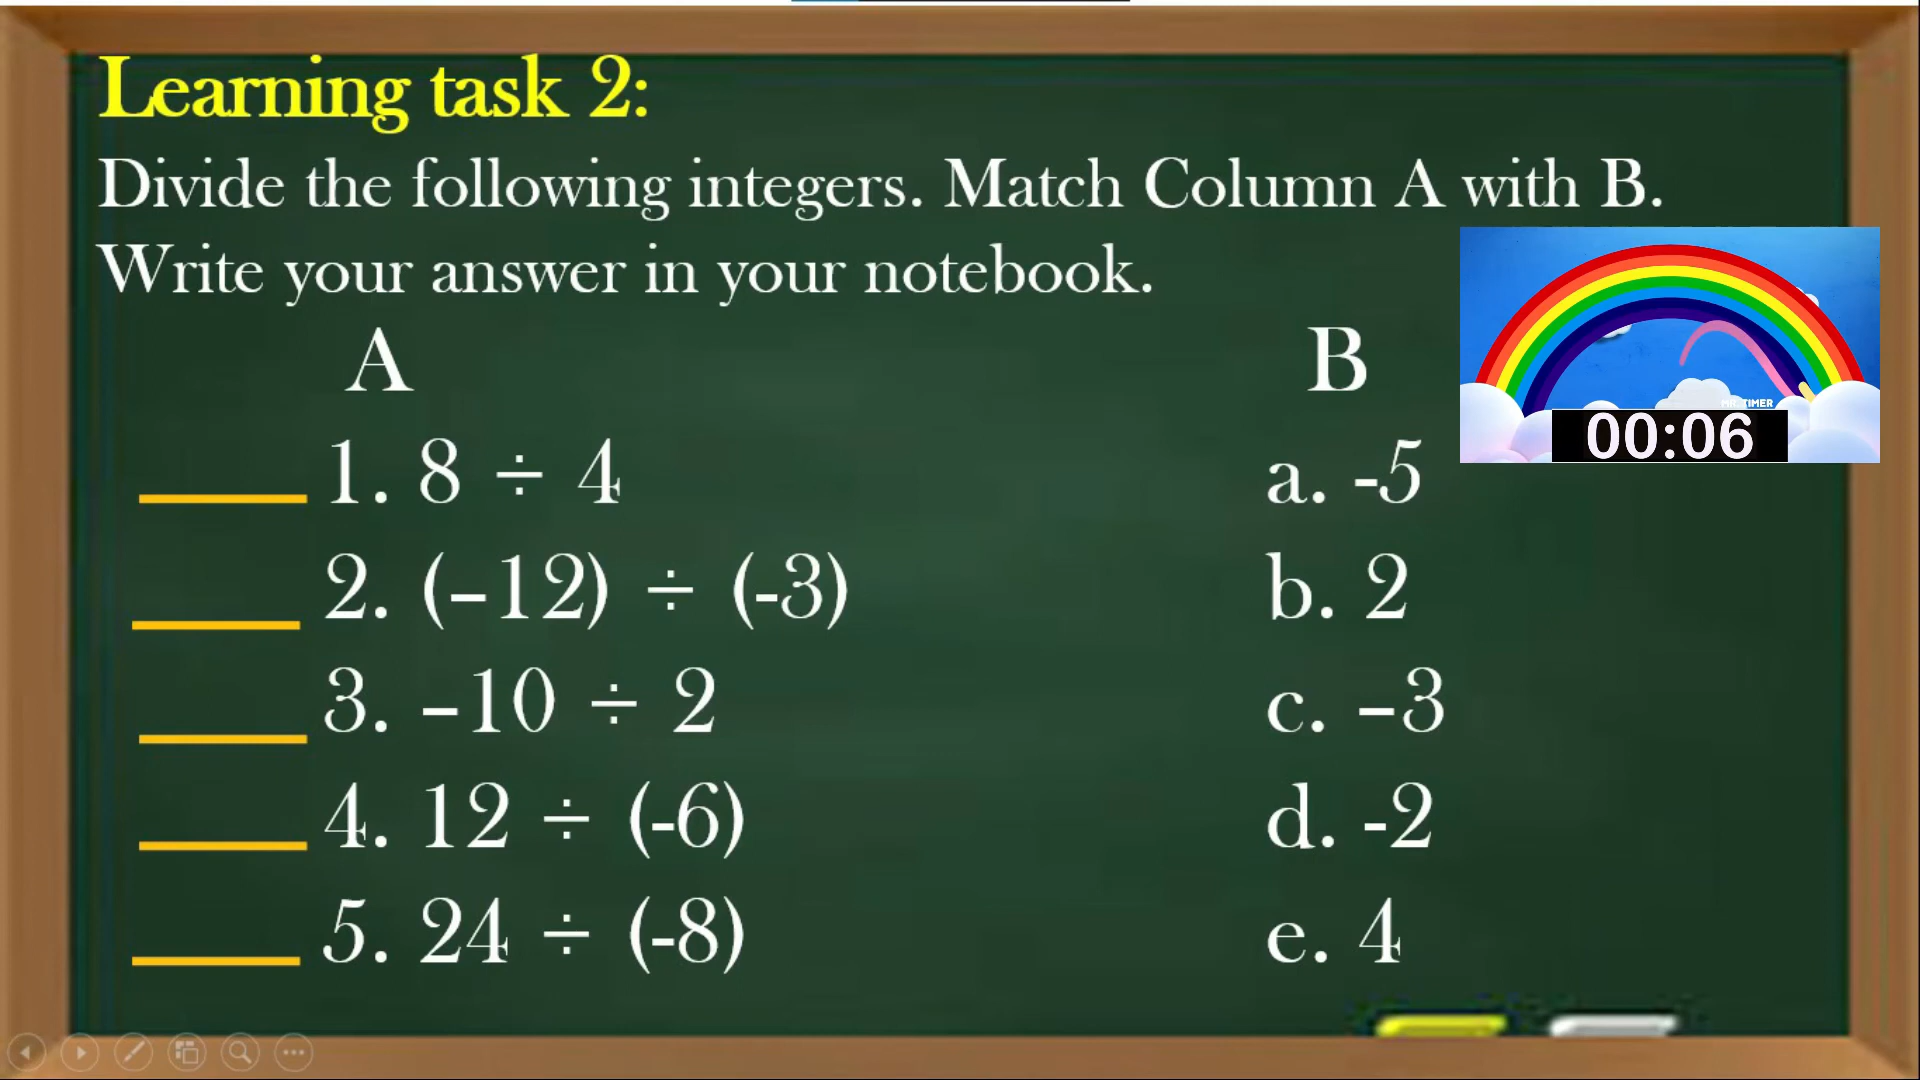 Learning task 2:
Divide the following integers. Match Column A with B.
Write your answer in your notebook.
A B
MR. TIMER
00:06
1. 8 ÷ 4 a. -5
2. (–12) ÷ (-3) b. 2
3. –10 ÷ 2 c. –3
4. 12 ÷ (-6) d. -2
5. 24 ÷ (-8) e. 4